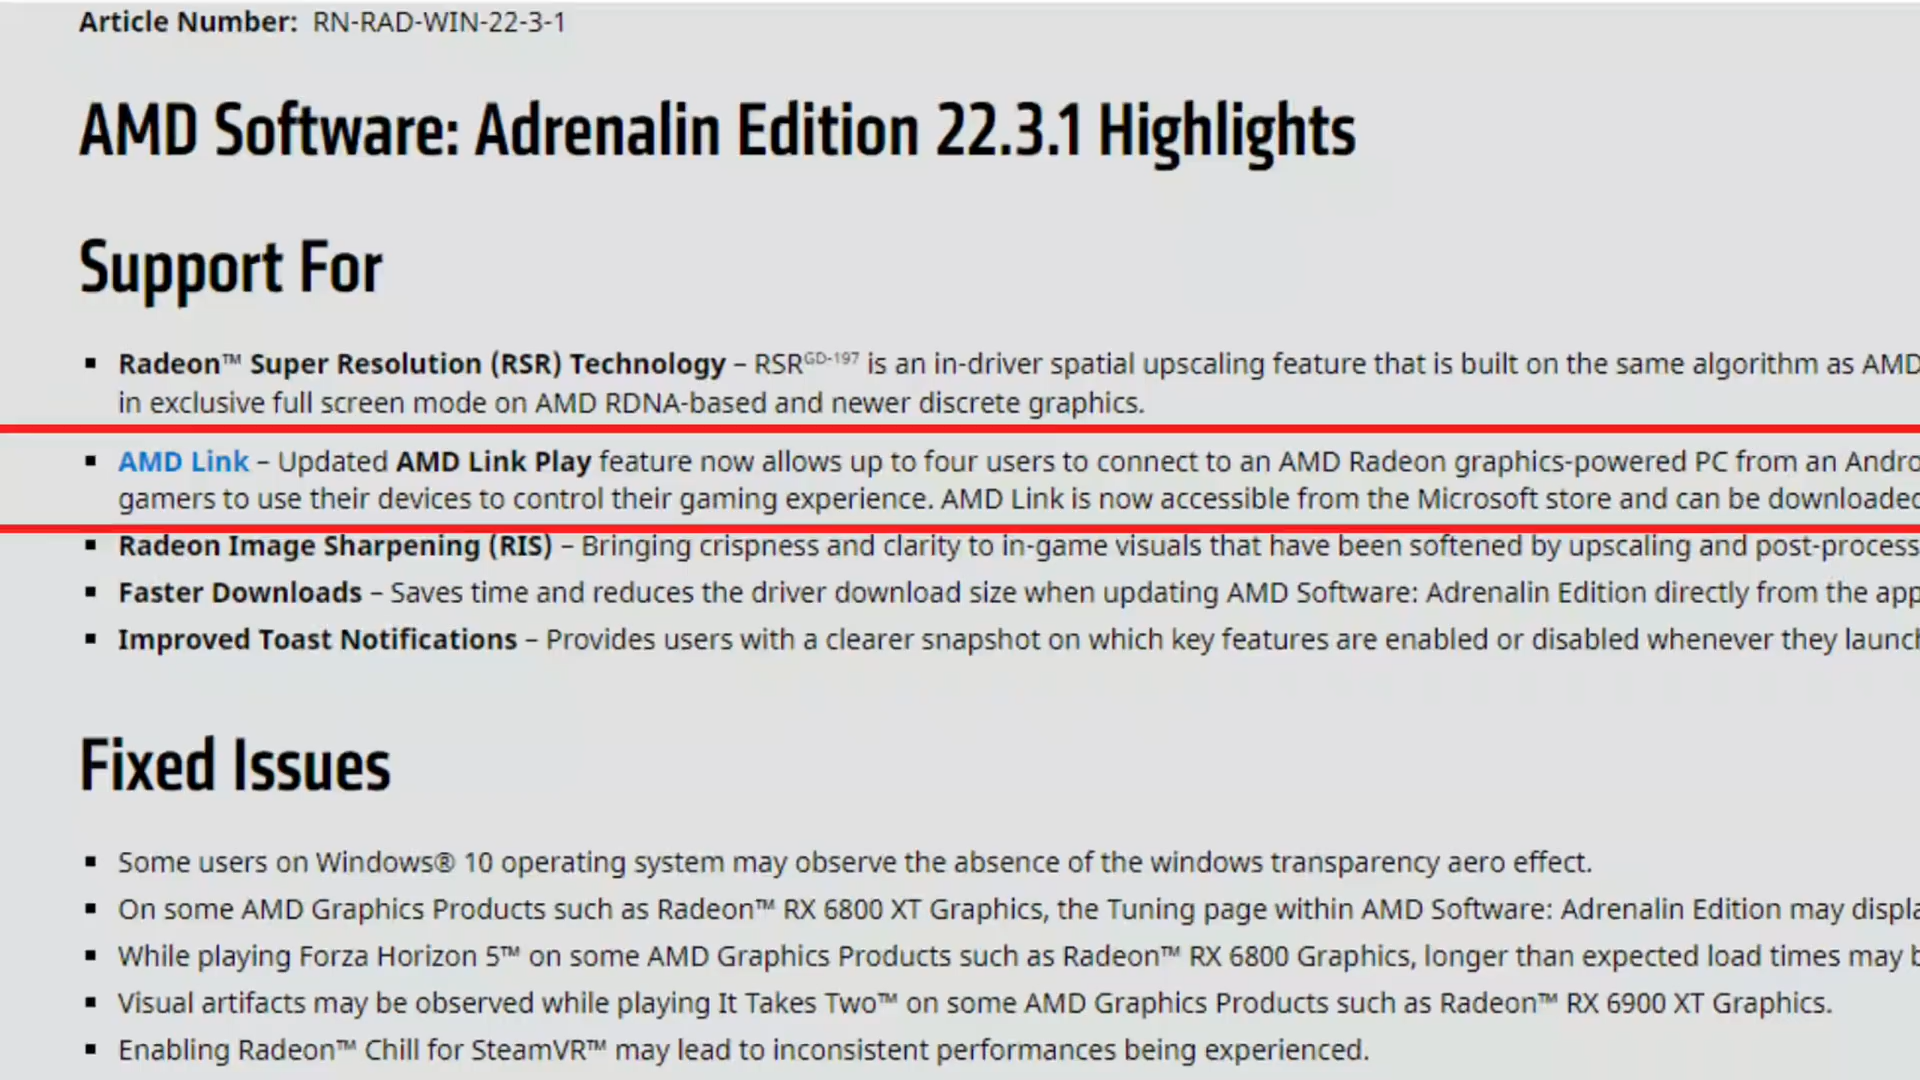 Article Number: RN-RAD-WIN-22-3-1
AMD Software: Adrenalin Edition 22.3.1 Highlights
Support For
▪ Radeon™ Super Resolution (RSR) Technology – RSRGD-197 is an in-driver spatial upscaling feature that is built on the same algorithm as AMD
in exclusive full screen mode on AMD RDNA-based and newer discrete graphics.
▪ AMD Link – Updated AMD Link Play feature now allows up to four users to connect to an AMD Radeon graphics-powered PC from an Andro
gamers to use their devices to control their gaming experience. AMD Link is now accessible from the Microsoft store and can be downloaded
▪ Radeon Image Sharpening (RIS) – Bringing crispness and clarity to in-game visuals that have been softened by upscaling and post-process
▪ Faster Downloads – Saves time and reduces the driver download size when updating AMD Software: Adrenalin Edition directly from the app
▪ Improved Toast Notifications – Provides users with a clearer snapshot on which key features are enabled or disabled whenever they launch
Fixed Issues
▪ Some users on Windows® 10 operating system may observe the absence of the windows transparency aero effect.
▪ On some AMD Graphics Products such as Radeon™ RX 6800 XT Graphics, the Tuning page within AMD Software: Adrenalin Edition may displa
▪ While playing Forza Horizon 5™ on some AMD Graphics Products such as Radeon™ RX 6800 Graphics, longer than expected load times may b
▪ Visual artifacts may be observed while playing It Takes Two™ on some AMD Graphics Products such as Radeon™ RX 6900 XT Graphics.
▪ Enabling Radeon™ Chill for SteamVR™ may lead to inconsistent performances being experienced.